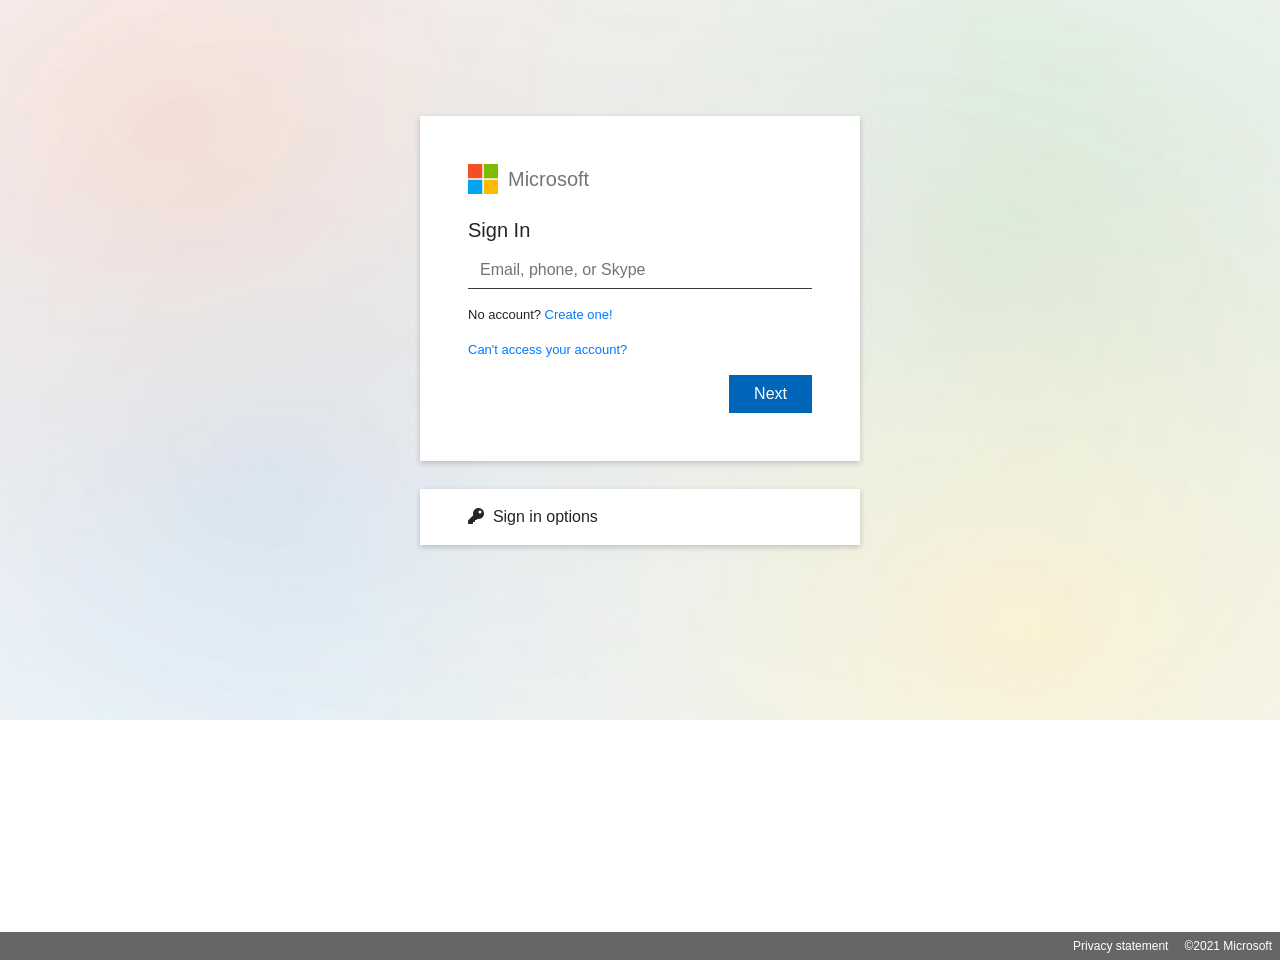 Microsoft
Sign In
Email, phone, or Skype
No account? Create one!
Can't access your account?
Next
Sign in options
Privacy statement ©2021 Microsoft